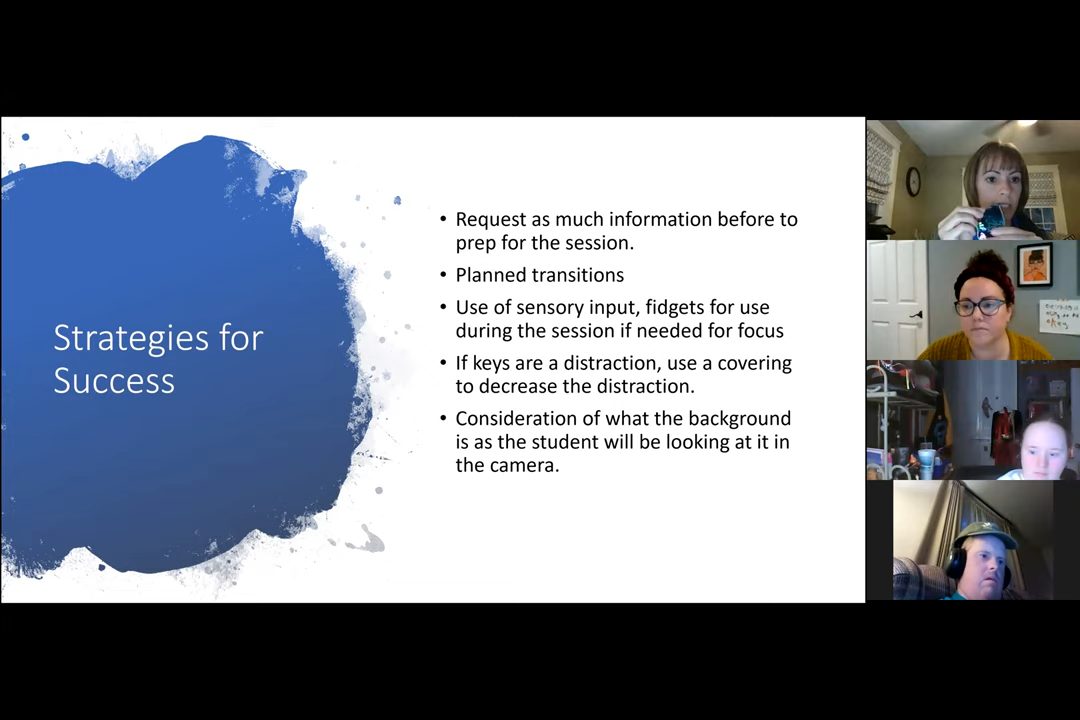 Strategies for
Success
• Request as much information before to
prep for the session.
• Planned transitions
• Use of sensory input, fidgets for use
during the session if needed for focus
• If keys are a distraction, use a covering
to decrease the distraction.
• Consideration of what the background
is as the student will be looking at it in
the camera.